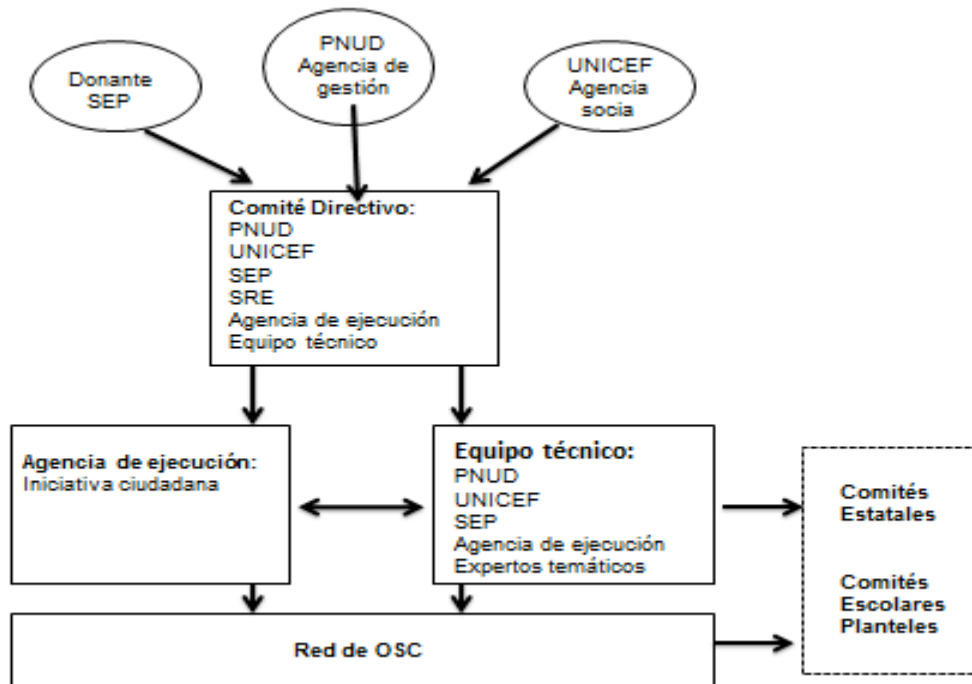 Donante
SEP
PNUD
Agencia de
gestión
UNICEF
Agencia
socia
Comité Directivo:
PNUD
UNICEF
SEP
SRE
Agencia de ejecución
Equipo técnico
Agencia de ejecución:
Iniciativa ciudadana
Equipo técnico:
PNUD
UNICEF
SEP
Agencia de ejecución
Expertos temáticos
Comités
Estatales
Comités
Escolares
Planteles
Red de OSC